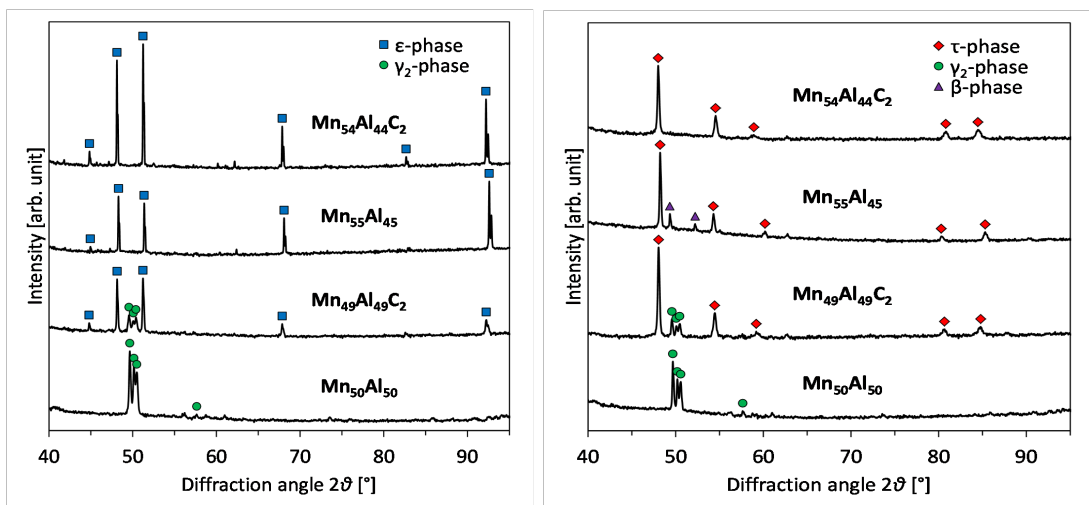 ε-phase
γ₂-phase
Mn₅₄Al₄₄C₂
Mn₅₅Al₄₅
Mn₄₉Al₄₉C₂
Mn₅₀Al₅₀
Intensity [arb. unit]
40 50 60 70 80 90
Diffraction angle 2ϑ [°]
τ-phase
γ₂-phase
β-phase
Mn₅₄Al₄₄C₂
Mn₅₅Al₄₅
Mn₄₉Al₄₉C₂
Mn₅₀Al₅₀
Intensity [arb. unit]
40 50 60 70 80 90
Diffraction angle 2ϑ [°]